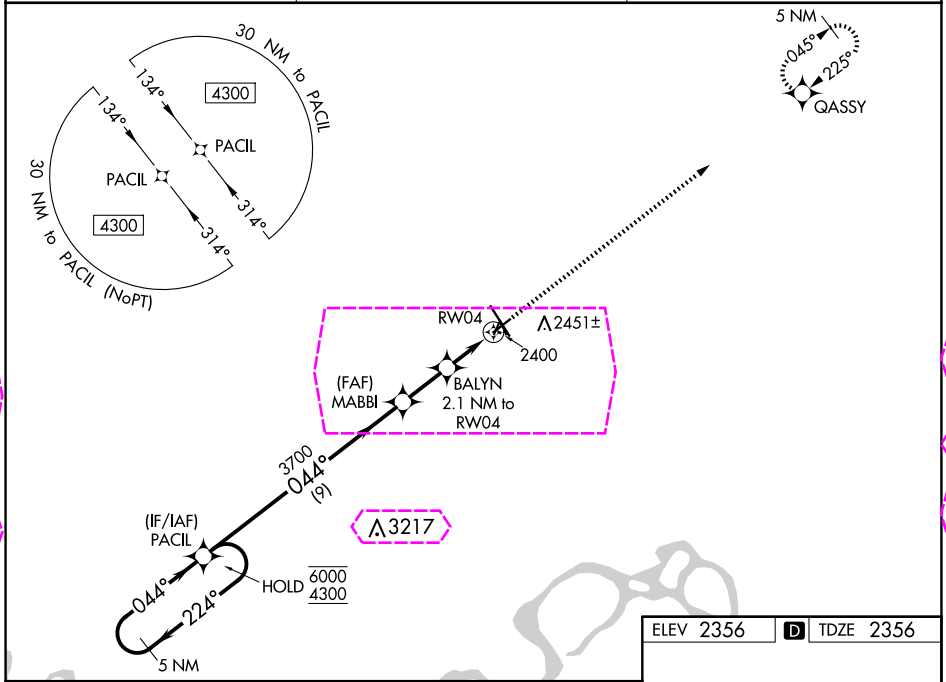 30 NM to PACIL
134°
4300
PACIL
314°
134°
PACIL
4300
314°
30 NM to PACIL (NoPT)
5 NM
045°
225°
QASSY
RW04
2451±
2400
(FAF)
MABBI
BALYN
2.1 NM to
RW04
3700
044°
(9)
3217
(IF/IAF)
PACIL
HOLD
6000
4300
044°
224°
5 NM
ELEV 2356 D TDZE 2356